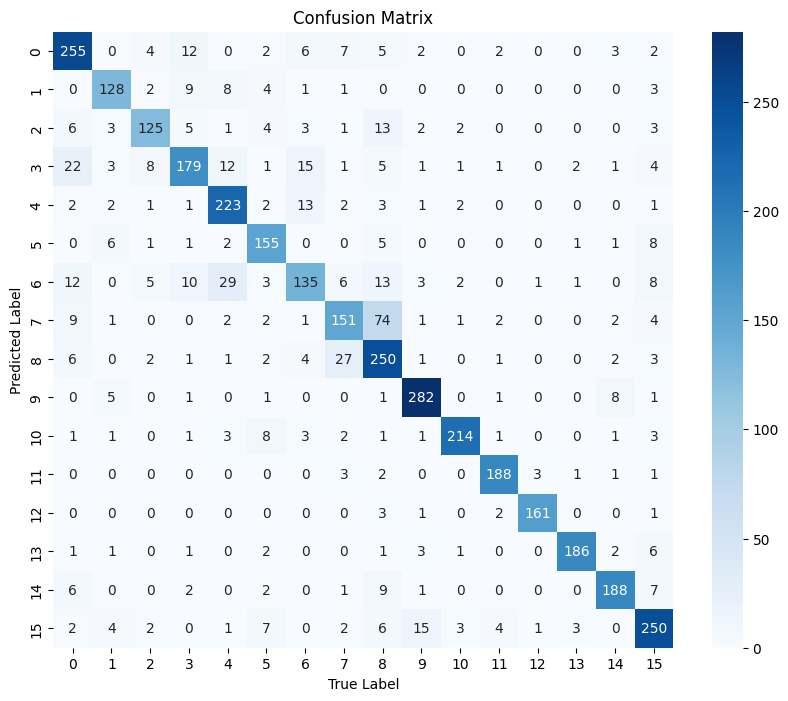 Confusion Matrix
0 255 0 4 12 0 2 6 7 5 2 0 2 0 0 3 2
1 0 128 2 9 8 4 1 1 0 0 0 0 0 0 0 3
2 6 3 125 5 1 4 3 1 13 2 2 0 0 0 0 3
3 22 3 8 179 12 1 15 1 5 1 1 1 0 2 1 4
4 2 2 1 1 223 2 13 2 3 1 2 0 0 0 0 1
5 0 6 1 1 2 155 0 0 5 0 0 0 0 1 1 8
6 12 0 5 10 29 3 135 6 13 3 2 0 1 1 0 8
7 9 1 0 0 2 2 1 151 74 1 1 2 0 0 2 4
8 6 0 2 1 1 2 4 27 250 1 0 1 0 0 2 3
9 0 5 0 1 0 1 0 0 1 282 0 1 0 0 8 1
10 1 1 0 1 3 8 3 2 1 1 214 1 0 0 1 3
11 0 0 0 0 0 0 0 3 2 0 0 188 3 1 1 1
12 0 0 0 0 0 0 0 0 3 1 0 2 161 0 0 1
13 1 1 0 1 0 2 0 0 1 3 1 0 0 186 2 6
14 6 0 0 2 0 2 0 1 9 1 0 0 0 0 188 7
15 2 4 2 0 1 7 0 2 6 15 3 4 1 3 0 250
0 1 2 3 4 5 6 7 8 9 10 11 12 13 14 15
True Label
Predicted Label
250
200
150
100
50
0